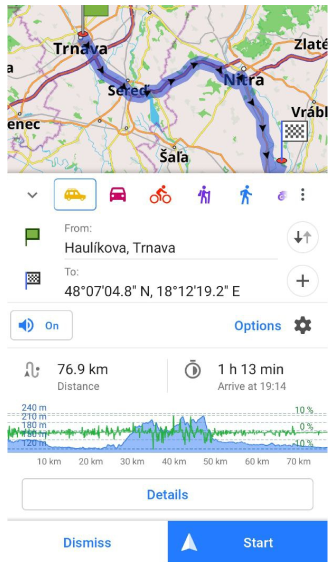 Trnava
Zlaté
a
Sereď
Nitra
enec
Vrábl
Šaľa
From:
Haulíkova, Trnava
To:
48°07'04.8" N, 18°12'19.2" E
On
Options
76.9 km
Distance
1 h 13 min
Arrive at 19:14
240 m
210 m
180 m
120 m
10 %
0 %
-10 %
10 km 20 km 30 km 40 km 50 km 60 km 70 km
Details
Dismiss
Start